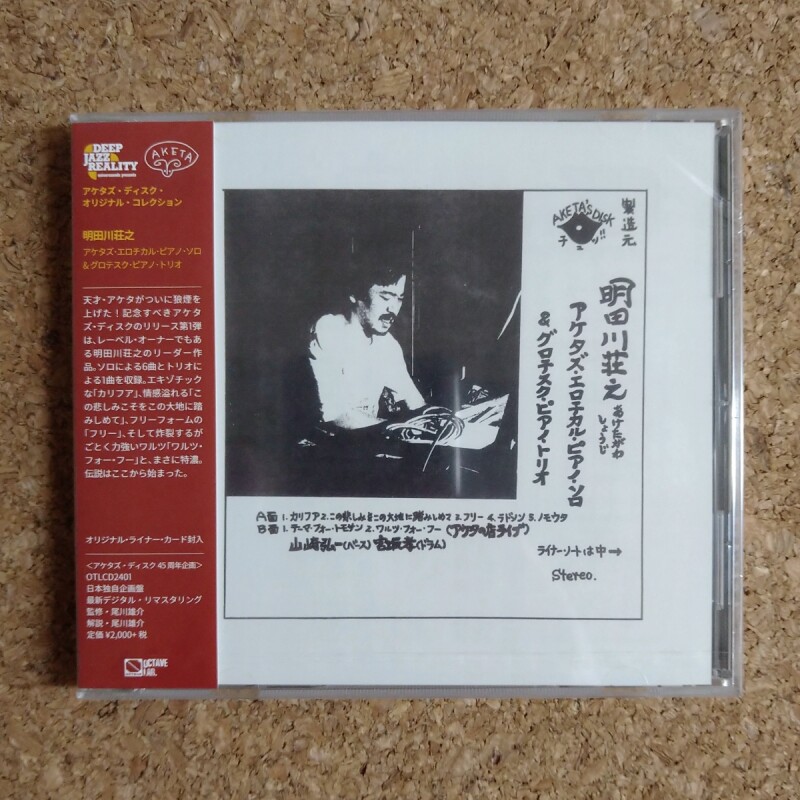 DEEP
JAZZ
REALITY
AKETA
アケタズ・ディスク・
オリジナル・コレクション
明田川荘之
アケタズ・エロチカル・ピアノ・ソロ
&グロテスク・ピアノ・トリオ
天才・アケタがついに狼煙を
上げた!記念すべきアケタ
ズ・ディスクのリリース第1弾
は、レーベル・オーナーでもあ
る明田川荘之のリーダー作
品。ソロによる6曲とトリオに
よる1曲を収録。エキゾチック
な「カリフア」、情感溢れる「こ
の悲しみこそをこの大地に踏
みしめて」、フリーフォームの
「フリー」、そして炸裂するが
ごとく力強いワルツ「ワルツ・
フォー・フー」と、まさに特濃。
伝説はここから始まった。
オリジナル・ライナー・カード封入
<アケタズ・ディスク45周年企画>
OTLCD2401
日本独自企画盤
最新デジタル・リマスタリング
監修・尾川雄介
解説・尾川雄介
定価¥2,000+税
OCTAVE
LAB.
製造元
AKETA'S DISK
チュッ!!
明田川荘之 あけたがわ しょうじ
アケタズ・エロチカル・ピアノ・ソロ
&グロテスク・ピアノ・トリオ
A面 1.カリフア 2.この悲しみをこの大地に踏みしめて 3.フリー 4.ラドシン 5.ノモウタ
B面 1.テーマ・フォー・トモサン 2.ワルツ・フォー・フー(アケタの店ライブ)
山崎弘一(ベース) 宮坂孝(ドラム)
ライナーノートは中→
Stereo.